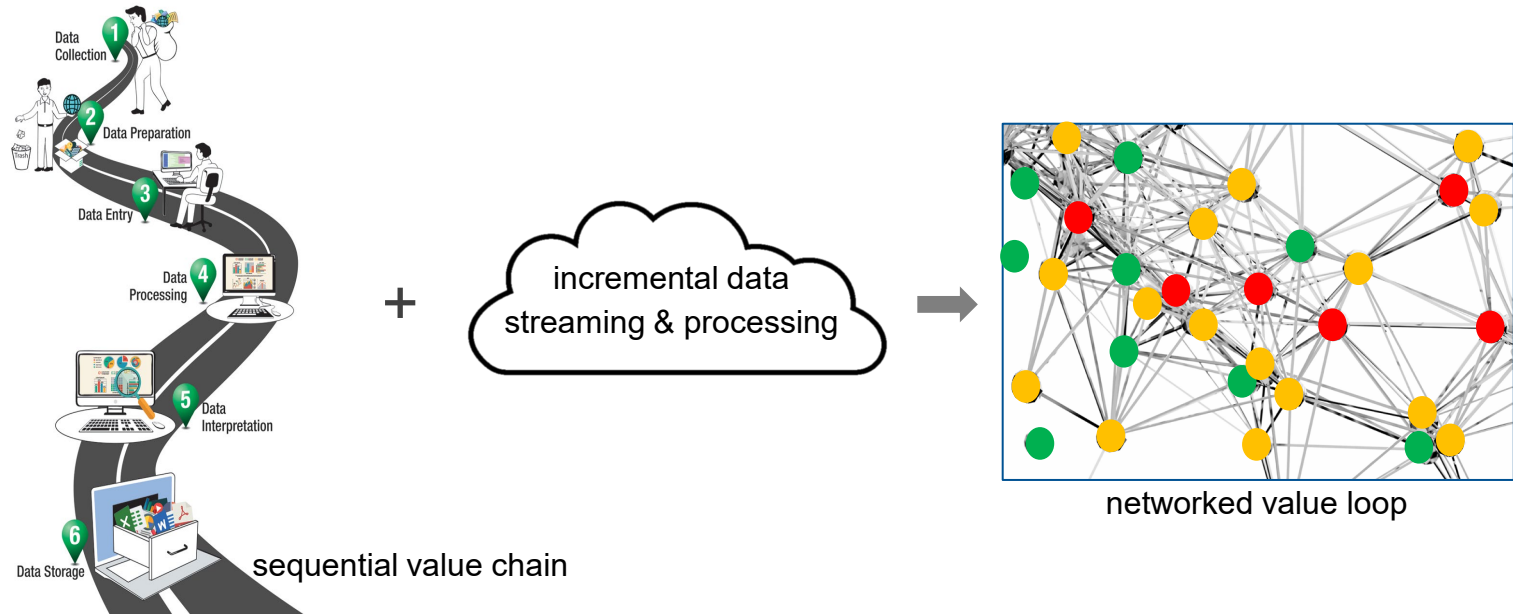 1
Data
Collection
2
Data Preparation
Trash
3
Data Entry
4
Data
Processing
5
Data
Interpretation
6
Data Storage
X
W
sequential value chain
+
incremental data
streaming & processing
networked value loop